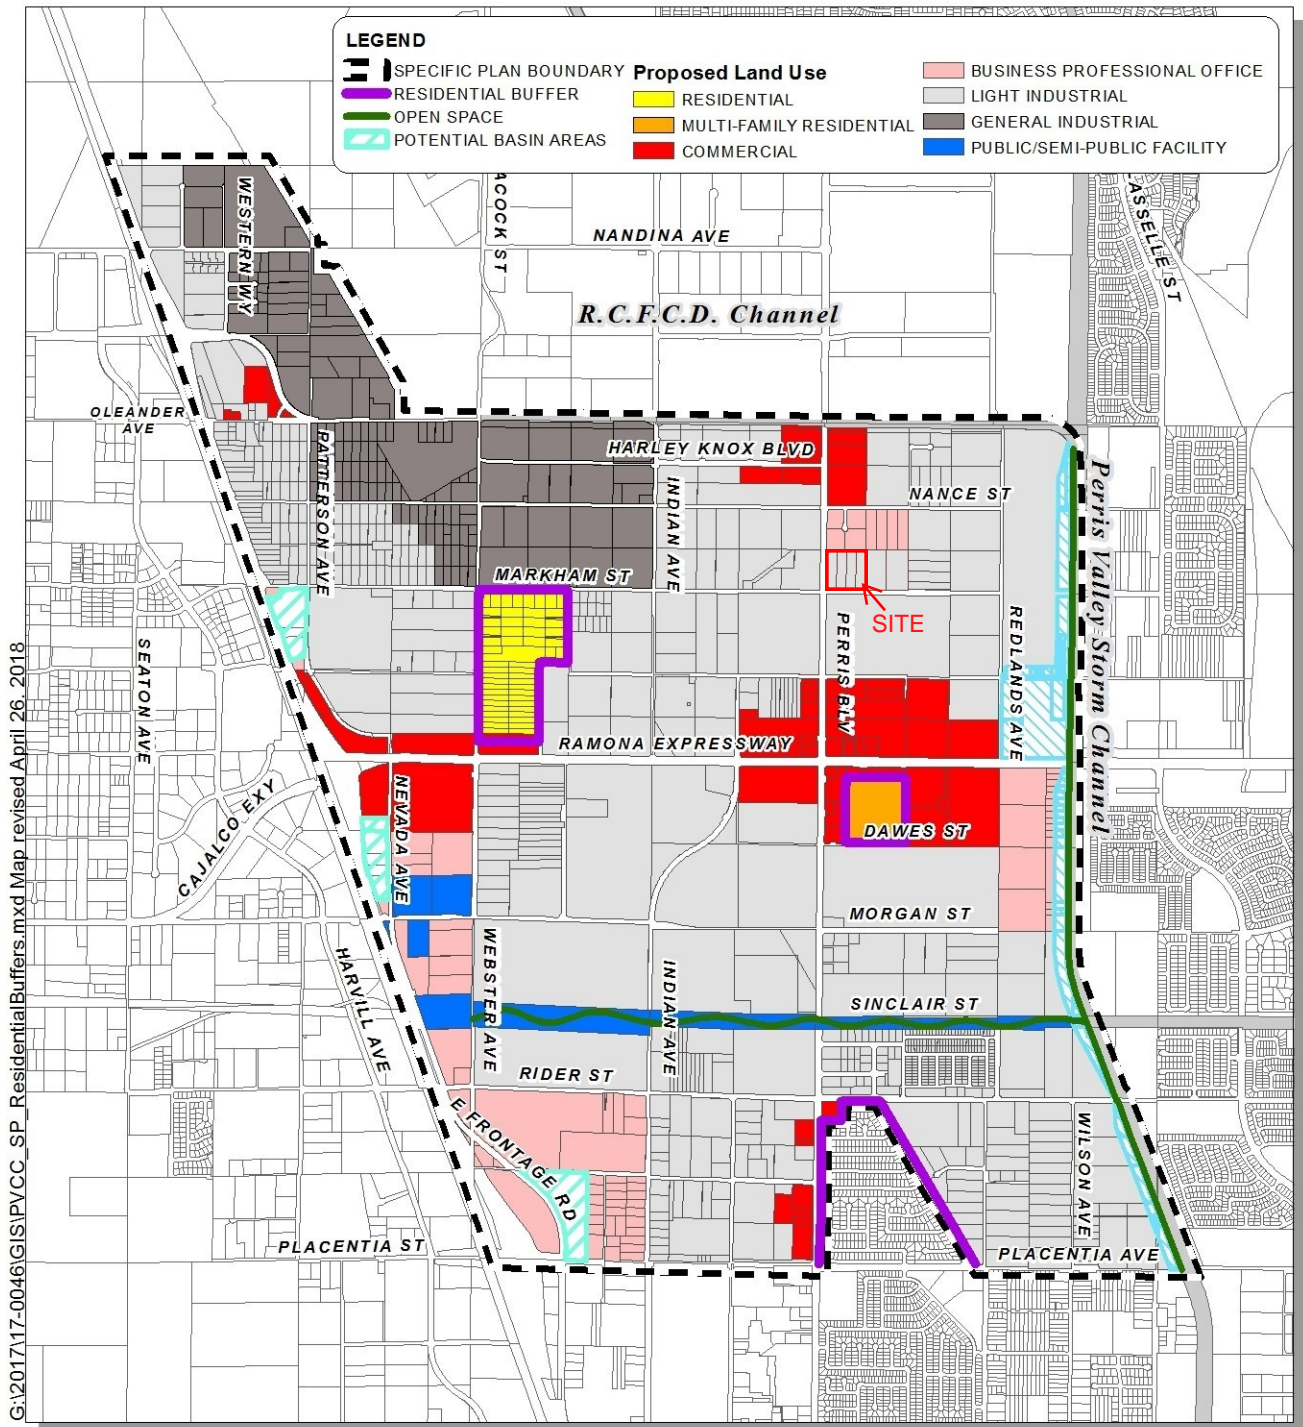 LEGEND
SPECIFIC PLAN BOUNDARY
RESIDENTIAL BUFFER
OPEN SPACE
POTENTIAL BASIN AREAS
Proposed Land Use
RESIDENTIAL
MULTI-FAMILY RESIDENTIAL
COMMERCIAL
BUSINESS PROFESSIONAL OFFICE
LIGHT INDUSTRIAL
GENERAL INDUSTRIAL
PUBLIC/SEMI-PUBLIC FACILITY
WESTERN WY
ACOCK ST
NANDINA AVE
ASSELLE ST
R.C.F.C.D. Channel
OLEANDER
AVE
PATTERSON AVE
HARLEY KNOX BLVD
INDIAN AVE
NANCE ST
Perris Valley Storm Channel
MARKHAM ST
SITE
PERRIS BLV
REDLANDS AVE
SEATON AVE
RAMONA EXPRESSWAY
NEVADA AVE
CAJALCO EXY
DAWES ST
MORGAN ST
HARVILL AVE
WEBSTER AVE
INDIAN AVE
SINCLAIR ST
RIDER ST
E FRONTAGE RD
WILSON AVE
PLACENTIA ST
PLACENTIA AVE
G:\2017\17-0046\GIS\PVCC_SP_ResidentialBuffers.mxd Map revised April 26, 2018